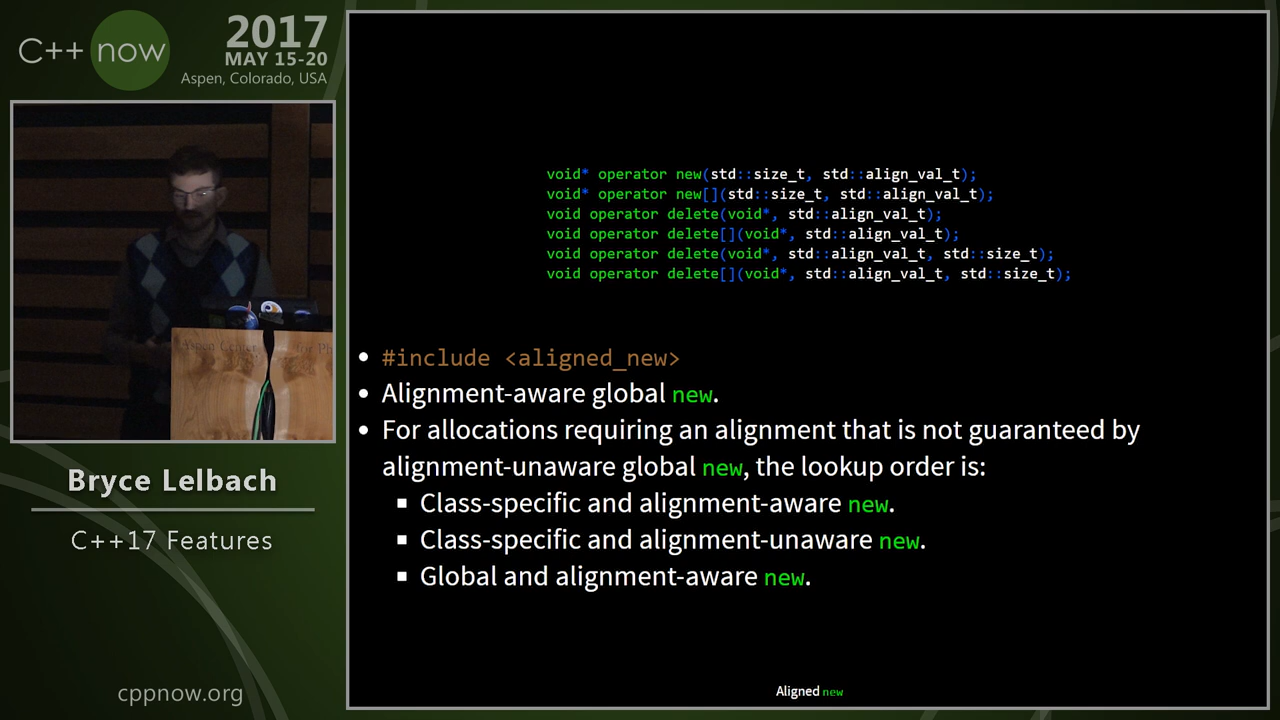 C++ now
2017
MAY 15-20
Aspen, Colorado, USA
void* operator new(std::size_t, std::align_val_t);
void* operator new[](std::size_t, std::align_val_t);
void operator delete(void*, std::align_val_t);
void operator delete[](void*, std::align_val_t);
void operator delete(void*, std::align_val_t, std::size_t);
void operator delete[](void*, std::align_val_t, std::size_t);
#include <aligned_new>
Alignment-aware global new.
For allocations requiring an alignment that is not guaranteed by
alignment-unaware global new, the lookup order is:
Class-specific and alignment-aware new.
Class-specific and alignment-unaware new.
Global and alignment-aware new.
Aligned new
Bryce Lelbach
C++17 Features
cppnow.org